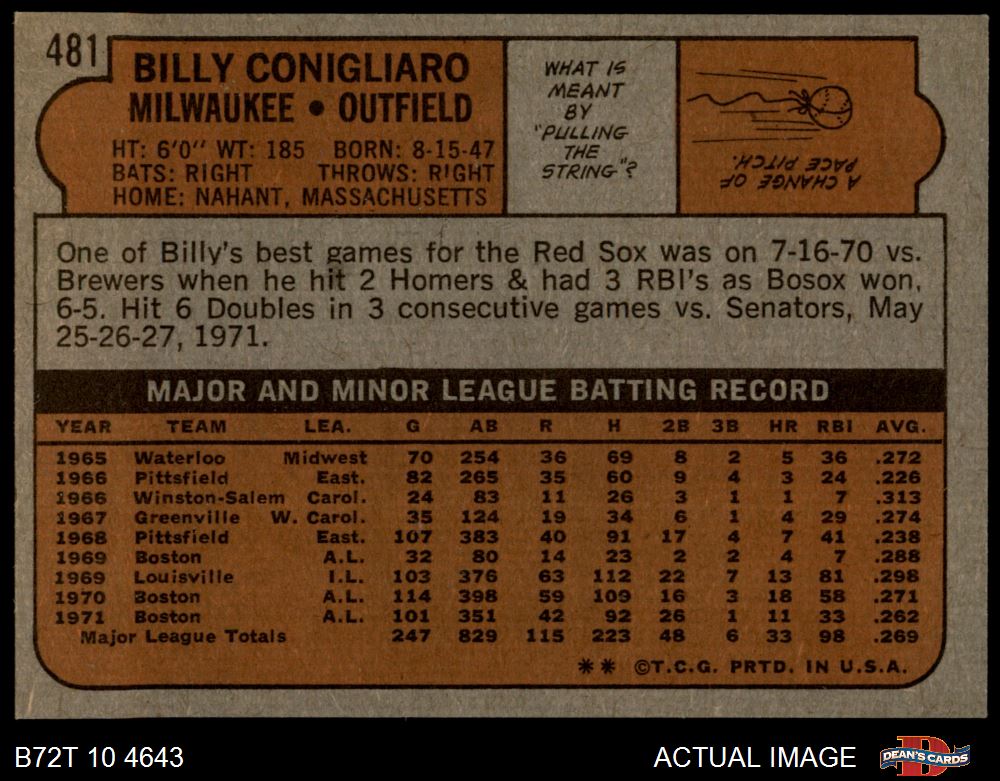 481
BILLY CONIGLIARO
MILWAUKEE • OUTFIELD
HT: 6'0" WT: 185 BORN: 8-15-47
BATS: RIGHT THROWS: RIGHT
HOME: NAHANT, MASSACHUSETTS
WHAT IS
MEANT
BY
"PULLING
THE
STRING"?
A CHANGE OF
PACE PITCH.
One of Billy's best games for the Red Sox was on 7-16-70 vs.
Brewers when he hit 2 Homers & had 3 RBI's as Bosox won,
6-5. Hit 6 Doubles in 3 consecutive games vs. Senators, May
25-26-27, 1971.
MAJOR AND MINOR LEAGUE BATTING RECORD
YEAR TEAM LEA. G AB R H 2B 3B HR RBI AVG.
1965 Waterloo Midwest 70 254 36 69 8 2 5 36 .272
1966 Pittsfield East. 82 265 35 60 9 4 3 24 .226
1966 Winston-Salem Carol. 24 83 11 26 3 1 1 7 .313
1967 Greenville W. Carol. 35 124 19 34 6 1 4 29 .274
1968 Pittsfield East. 107 383 40 91 17 4 7 41 .238
1969 Boston A.L. 32 80 14 23 2 2 4 7 .288
1969 Louisville I.L. 103 376 63 112 22 7 13 81 .298
1970 Boston A.L. 114 398 59 109 16 3 18 58 .271
1971 Boston A.L. 101 351 42 92 26 1 11 33 .262
Major League Totals 247 829 115 223 48 6 33 98 .269
** ©T.C.G. PRTD. IN U.S.A.
B72T 10 4643
ACTUAL IMAGE
DEAN'S CARDS